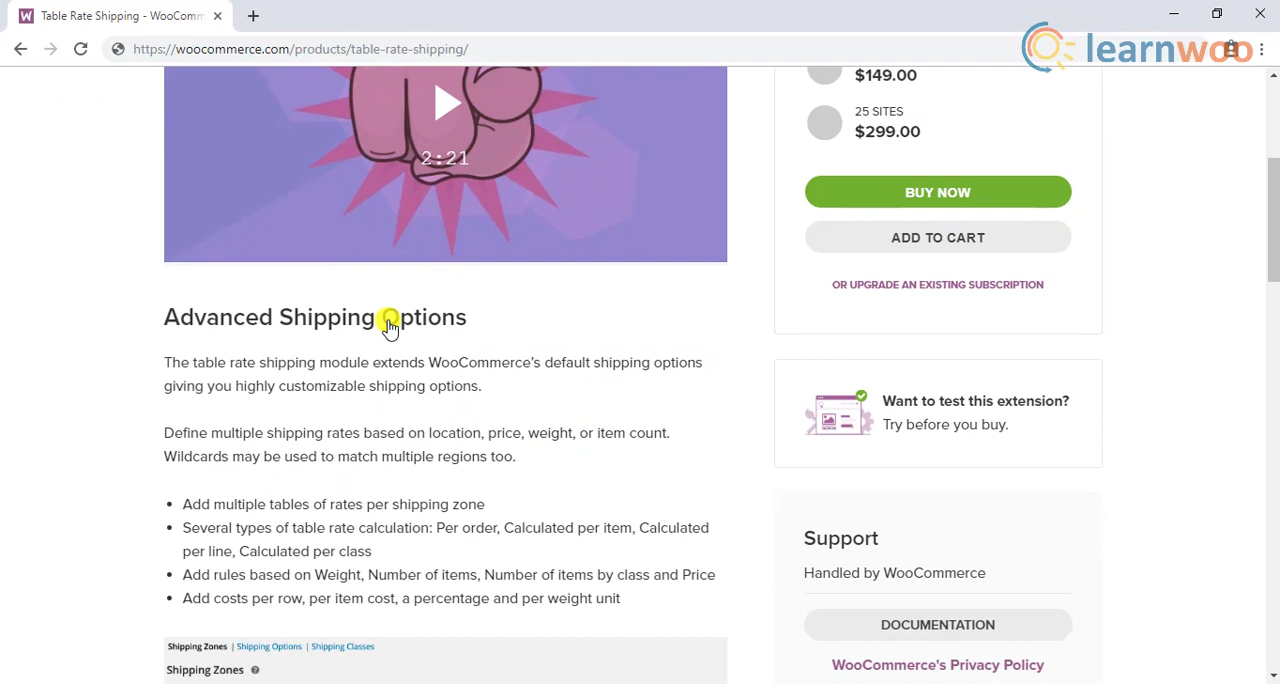 Table Rate Shipping - WooComm
https://woocommerce.com/products/table-rate-shipping/
learnwoo
2:21
$149.00
25 SITES
$299.00
BUY NOW
ADD TO CART
OR UPGRADE AN EXISTING SUBSCRIPTION
Advanced Shipping Options
The table rate shipping module extends WooCommerce's default shipping options
giving you highly customizable shipping options.
Define multiple shipping rates based on location, price, weight, or item count.
Wildcards may be used to match multiple regions too.
• Add multiple tables of rates per shipping zone
• Several types of table rate calculation: Per order, Calculated per item, Calculated
per line, Calculated per class
• Add rules based on Weight, Number of items, Number of items by class and Price
• Add costs per row, per item cost, a percentage and per weight unit
Shipping Zones | Shipping Options | Shipping Classes
Shipping Zones
Want to test this extension?
Try before you buy.
Support
Handled by WooCommerce
DOCUMENTATION
WooCommerce's Privacy Policy